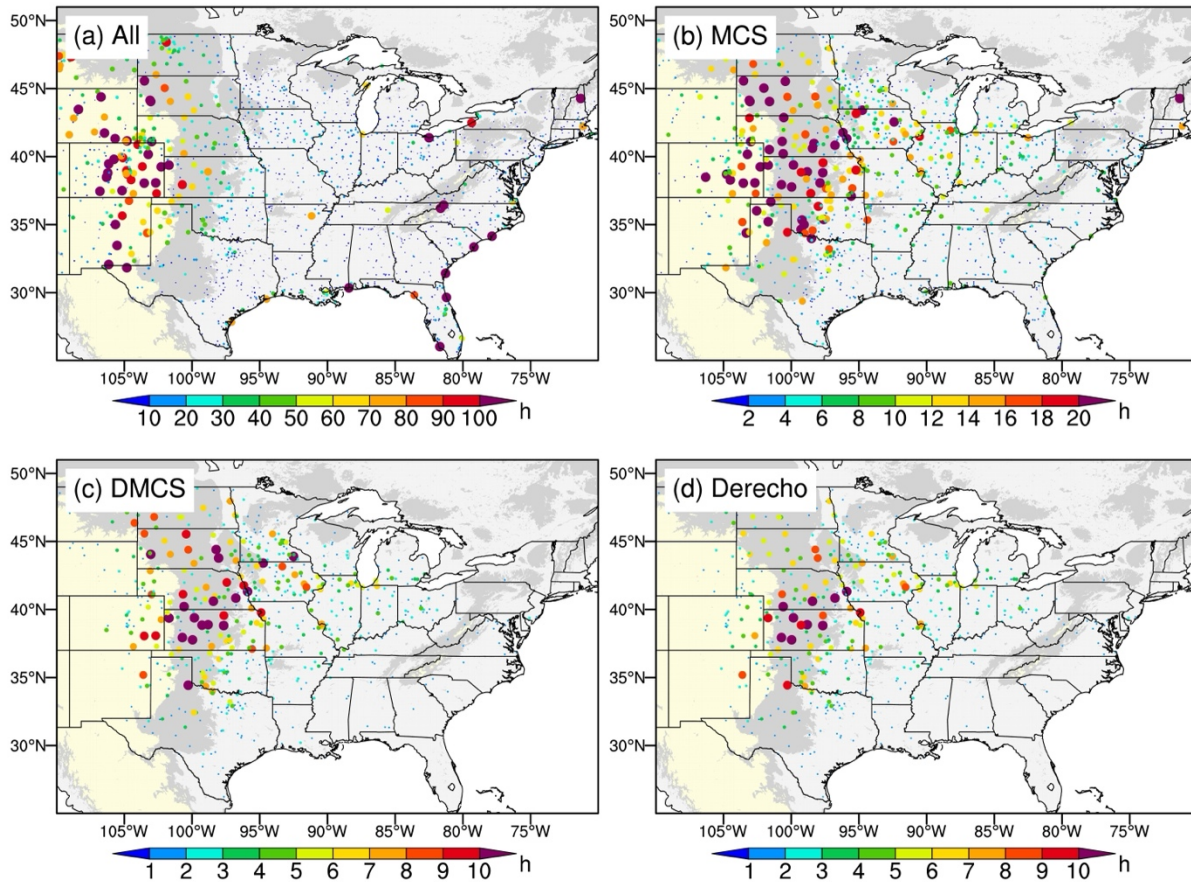 (a) All
(b) MCS
50°N
45°N
40°N
35°N
30°N
50°N
45°N
40°N
35°N
30°N
105°W 100°W 95°W 90°W 85°W 80°W 75°W
105°W 100°W 95°W 90°W 85°W 80°W 75°W
10 20 30 40 50 60 70 80 90 100 h
2 4 6 8 10 12 14 16 18 20 h
(c) DMCS
(d) Derecho
50°N
45°N
40°N
35°N
30°N
50°N
45°N
40°N
35°N
30°N
105°W 100°W 95°W 90°W 85°W 80°W 75°W
105°W 100°W 95°W 90°W 85°W 80°W 75°W
1 2 3 4 5 6 7 8 9 10 h
1 2 3 4 5 6 7 8 9 10 h